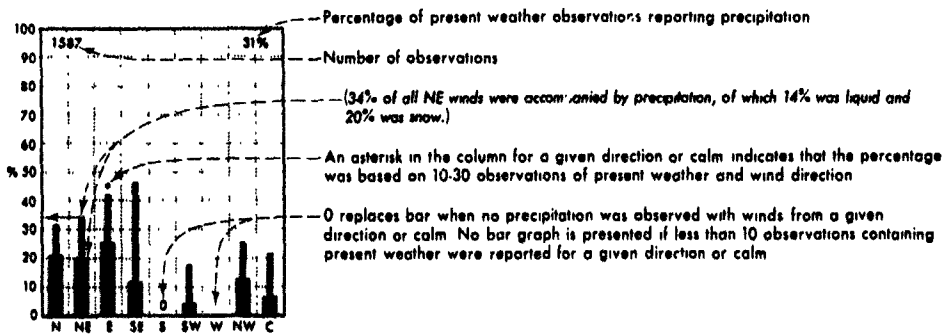 Percentage of present weather observations reporting precipitation
100
1587 31%
90
Number of observations
80
(34% of all NE winds were accompanied by precipitation, of which 14% was liquid and
70
20% was snow.)
60
An asterisk in the column for a given direction or calm indicates that the percentage
% 50
was based on 10-30 observations of present weather and wind direction
40
0 replaces bar when no precipitation was observed with winds from a given
30
direction or calm No bar graph is presented if less than 10 observations containing
20
present weather were reported for a given direction or calm
10
0
0
N NE E SE S SW W NW C